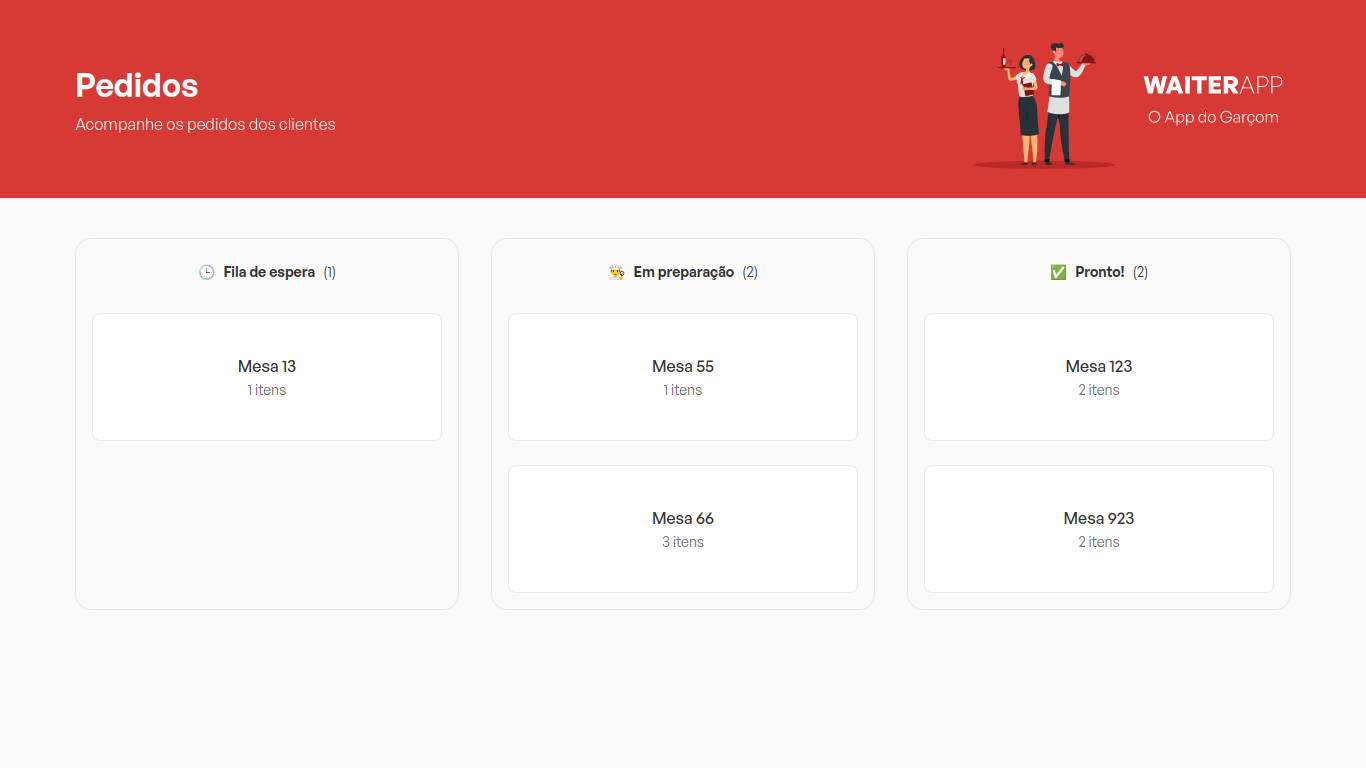 Pedidos
Acompanhe os pedidos dos clientes
WAITERAPP
O App do Garçom
🕒 Fila de espera (1)
Mesa 13
1 itens
👨‍🍳 Em preparação (2)
Mesa 55
1 itens
Mesa 66
3 itens
✅ Pronto! (2)
Mesa 123
2 itens
Mesa 923
2 itens